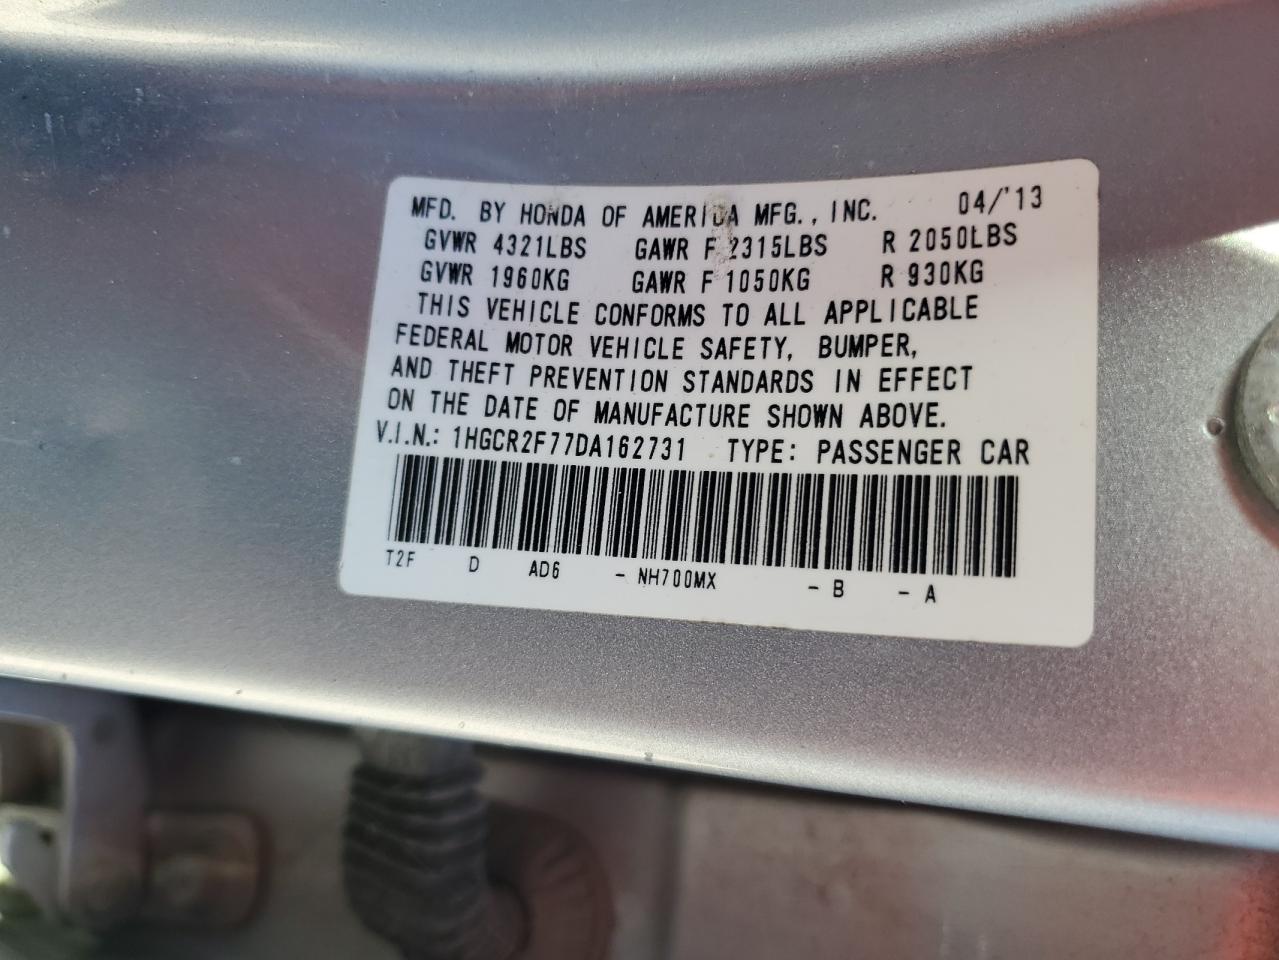 MFD. BY HONDA OF AMERICA MFG., INC. 04/'13
GVWR 4321LBS GAWR F 2315LBS R 2050LBS
GVWR 1960KG GAWR F 1050KG R 930KG
THIS VEHICLE CONFORMS TO ALL APPLICABLE
FEDERAL MOTOR VEHICLE SAFETY, BUMPER,
AND THEFT PREVENTION STANDARDS IN EFFECT
ON THE DATE OF MANUFACTURE SHOWN ABOVE.
V.I.N.: 1HGCR2F77DA162731 TYPE: PASSENGER CAR
T2F D AD6 - NH700MX - B - A